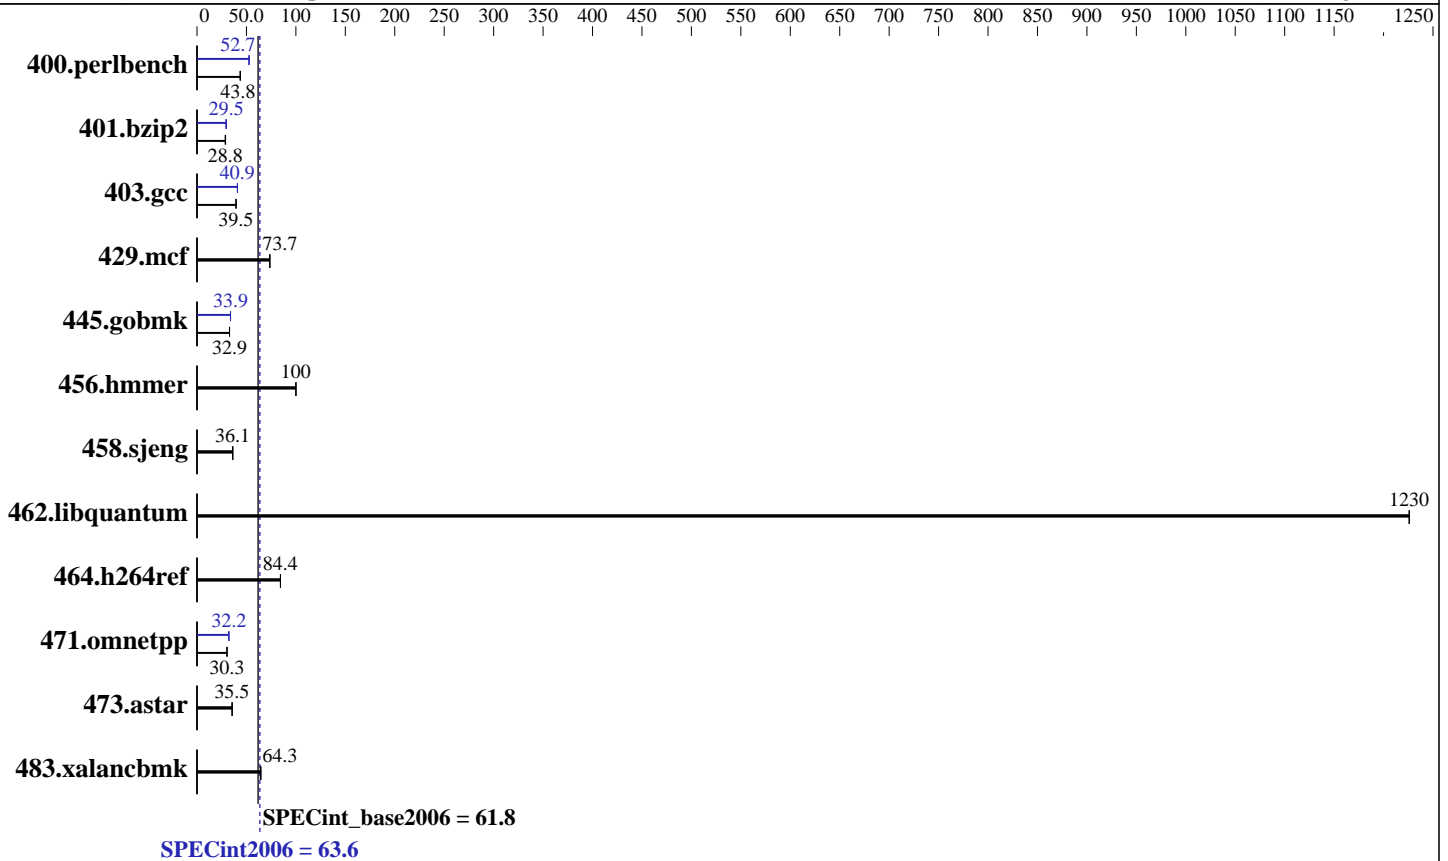 0 50.0 100 150 200 250 300 350 400 450 500 550 600 650 700 750 800 850 900 950 1000 1050 1100 1150 1250
52.7
400.perlbench
43.8
29.5
401.bzip2
28.8
40.9
403.gcc
39.5
73.7
429.mcf
33.9
445.gobmk
32.9
100
456.hmmer
36.1
458.sjeng
1230
462.libquantum
84.4
464.h264ref
32.2
471.omnetpp
30.3
35.5
473.astar
64.3
483.xalancbmk
SPECint_base2006 = 61.8
SPECint2006 = 63.6